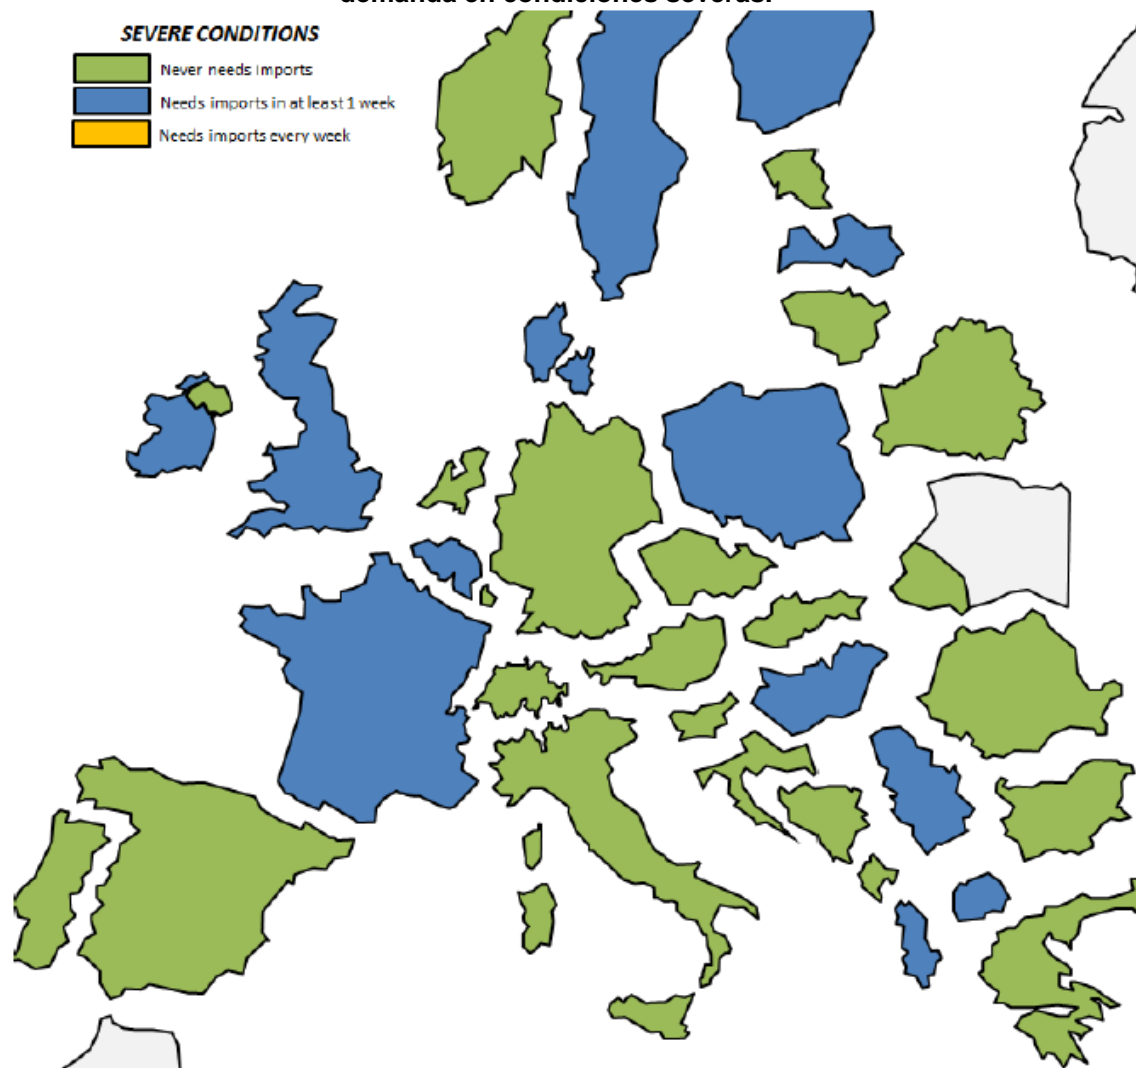 demanda en condiciones severas.
SEVERE CONDITIONS
Never needs Imports
Needs imports in at least 1 week
Needs imports every week